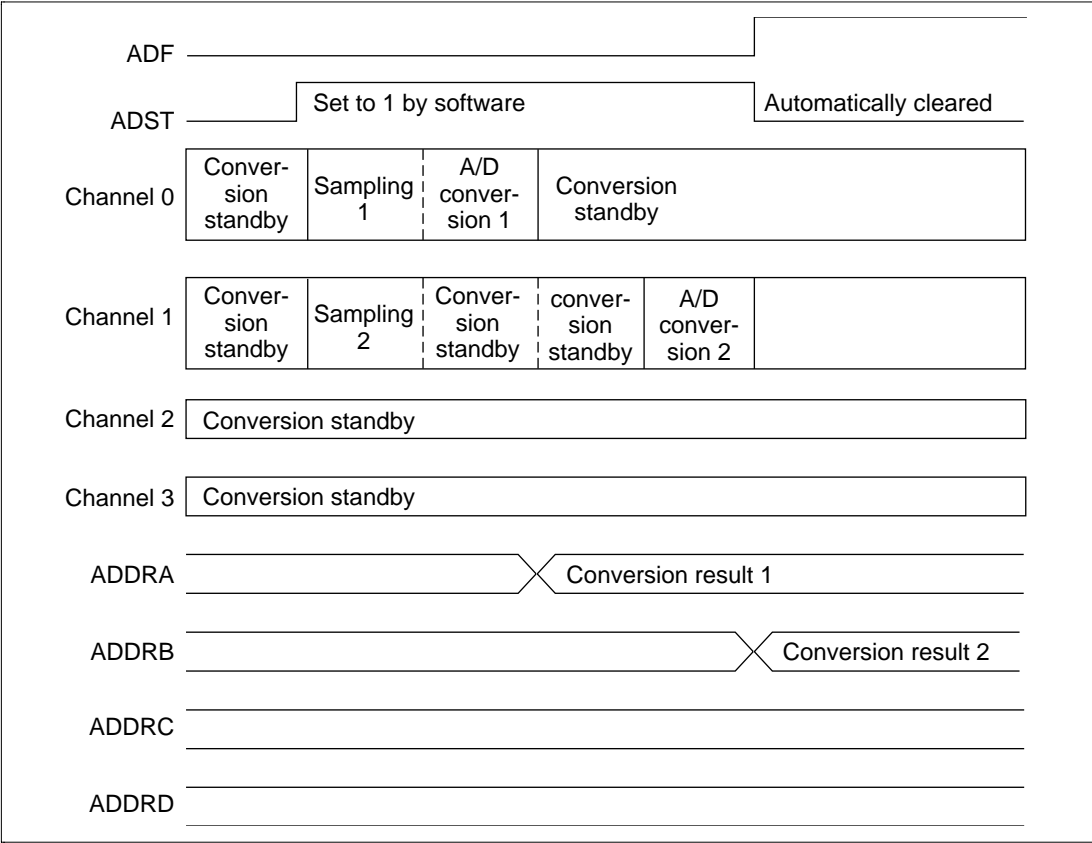 ADF
ADST
Set to 1 by software
Automatically cleared
Channel 0
Conver-
sion
standby
Sampling
1
A/D
conver-
sion 1
Conversion
standby
Channel 1
Conver-
sion
standby
Sampling
2
Conver-
sion
standby
conver-
sion
standby
A/D
conver-
sion 2
Channel 2
Conversion standby
Channel 3
Conversion standby
ADDRA
Conversion result 1
ADDRB
Conversion result 2
ADDRC
ADDRD